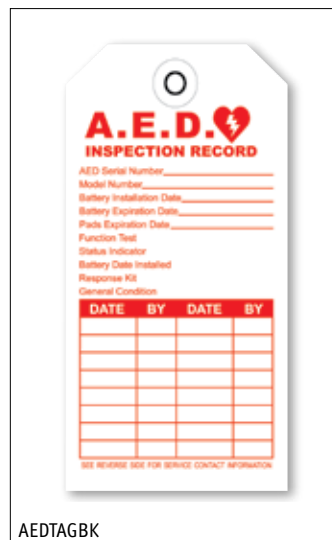 A.E.D.
INSPECTION RECORD
AED Serial Number
Model Number
Battery Installation Date
Battery Expiration Date
Pads Expiration Date
Function Test
Status Indicator
Battery Date Installed
Response Kit
General Condition
DATE BY DATE BY
SEE REVERSE SIDE FOR SERVICE CONTACT INFORMATION
AEDTAGBK